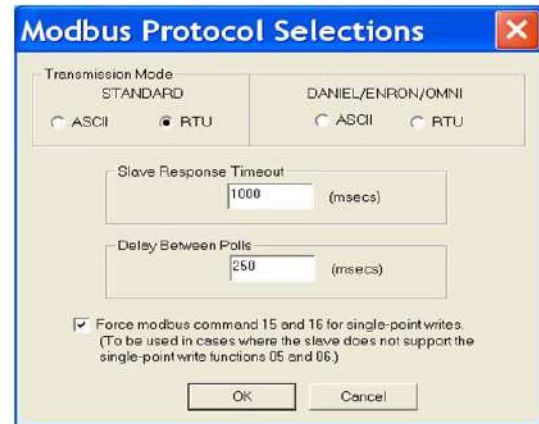 Modbus Protocol Selections
Transmission Mode
STANDARD
DANIEL/ENRON/OMNI
ASCII RTU
ASCII RTU
Slave Response Timeout
1000 (msecs)
Delay Between Polls
250 (msecs)
Force modbus command 15 and 16 for single-point writes.
(To be used in cases where the slave does not support the
single-point write functions 05 and 06.)
OK Cancel